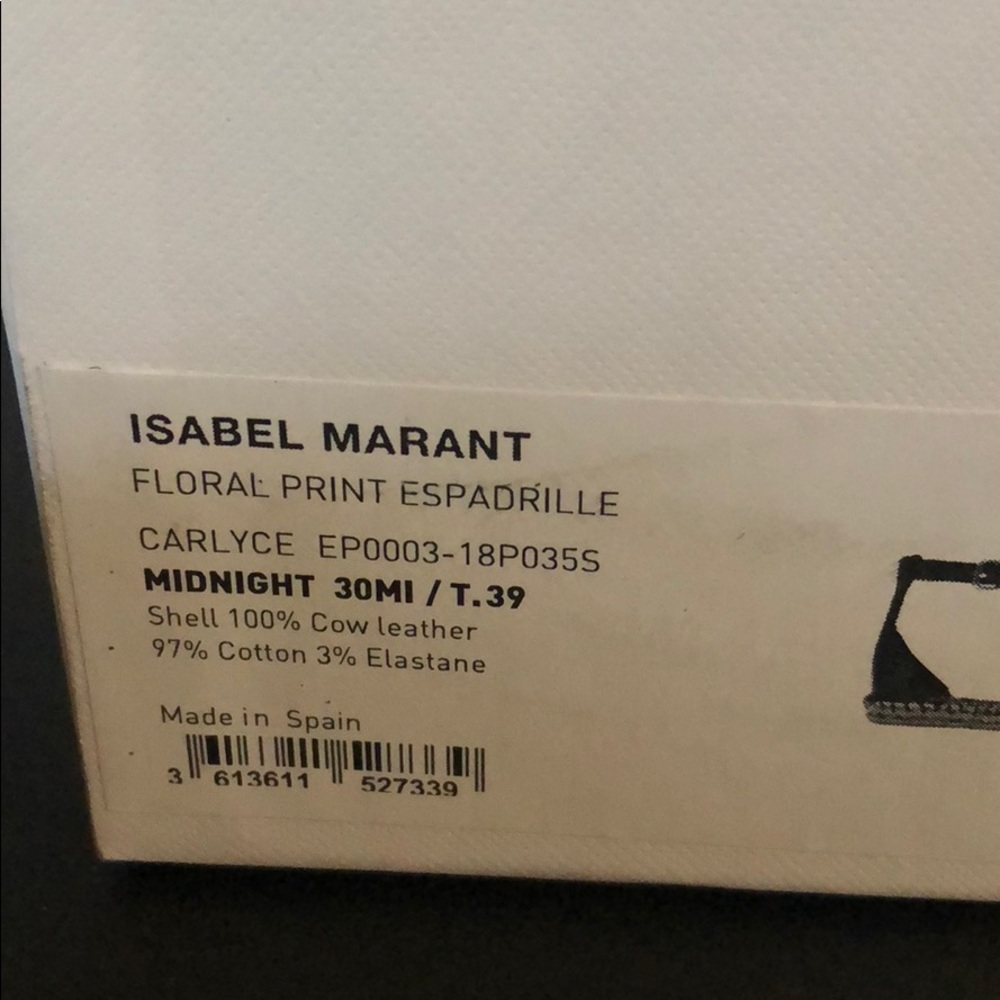 ISABEL MARANT
FLORAL PRINT ESPADRILLE
CARLYCE EP0003-18P035S
MIDNIGHT 30MI / T.39
Shell 100% Cow leather
97% Cotton 3% Elastane
Made in Spain
3 613611 527339